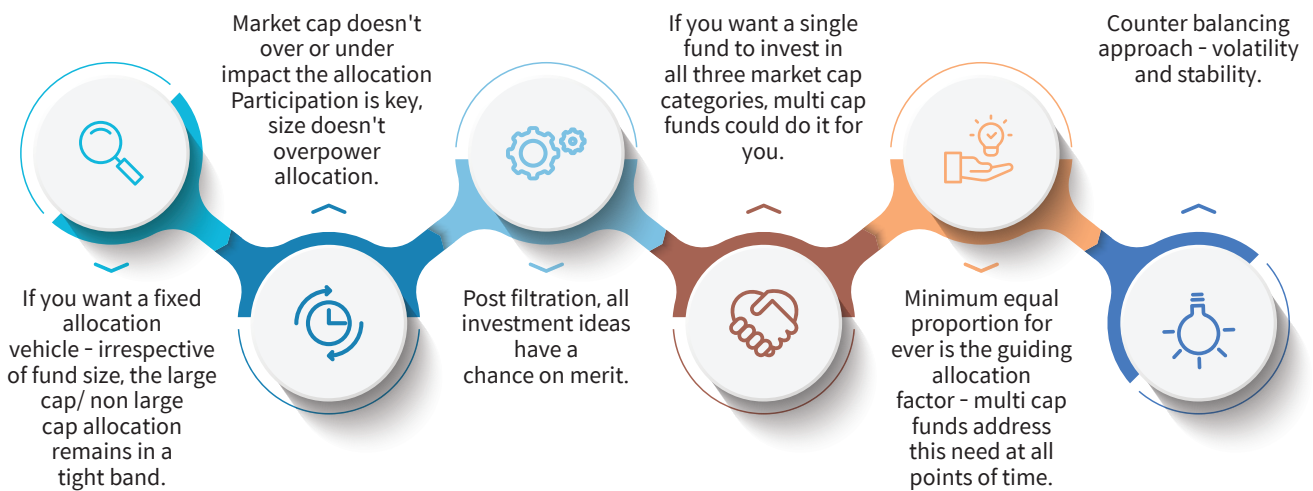 If you want a fixed
allocation
vehicle - irrespective
of fund size, the large
cap/ non large
cap allocation
remains in a
tight band.
Market cap doesn't
over or under
impact the allocation
Participation is key,
size doesn't
overpower
allocation.
Post filtration, all
investment ideas
have a
chance on merit.
If you want a single
fund to invest in
all three market cap
categories, multi cap
funds could do it for
you.
Minimum equal
proportion for
ever is the guiding
allocation
factor - multi cap
funds address
this need at all
points of time.
Counter balancing
approach - volatility
and stability.